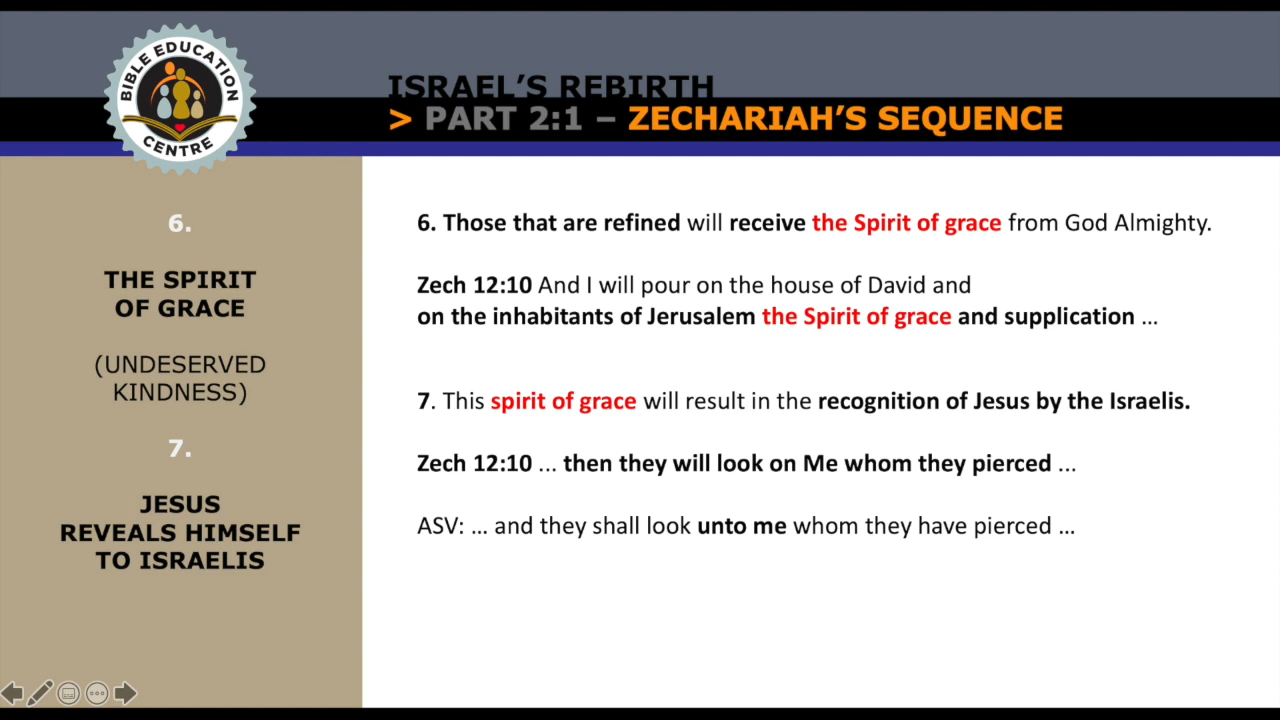 BIBLE EDUCATION
CENTRE
ISRAEL’S REBIRTH
> PART 2:1 – ZECHARIAH’S SEQUENCE
6.
THE SPIRIT
OF GRACE
(UNDESERVED
KINDNESS)
7.
JESUS
REVEALS HIMSELF
TO ISRAELIS
6. Those that are refined will receive the Spirit of grace from God Almighty.
Zech 12:10 And I will pour on the house of David and
on the inhabitants of Jerusalem the Spirit of grace and supplication ...
7. This spirit of grace will result in the recognition of Jesus by the Israelis.
Zech 12:10 ... then they will look on Me whom they pierced ...
ASV: ... and they shall look unto me whom they have pierced ...